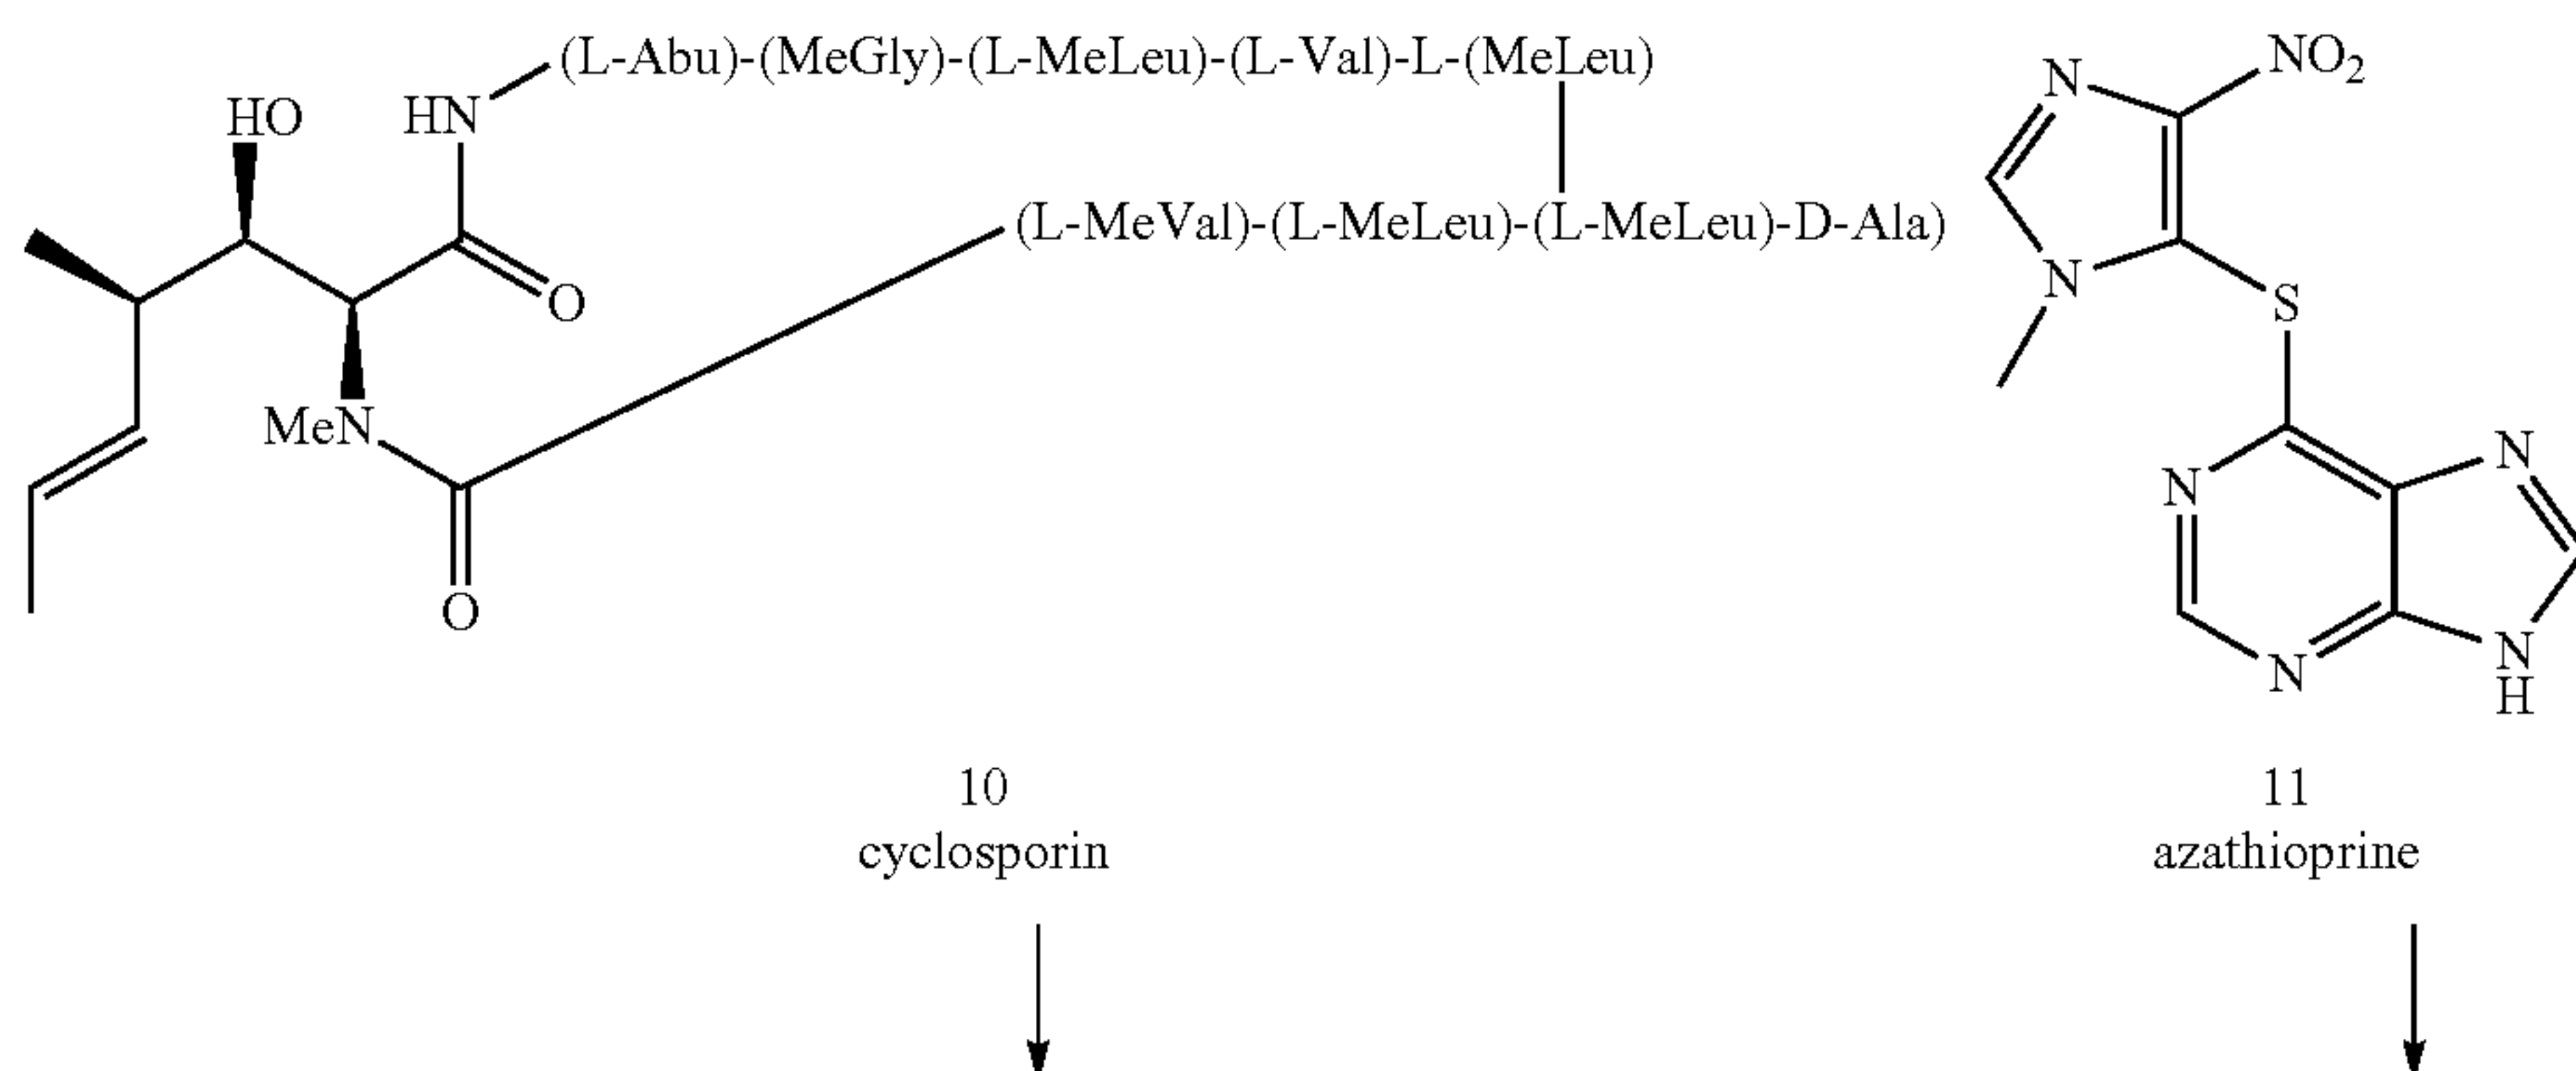 (L-Abu)-(MeGly)-(L-MeLeu)-(L-Val)-L-(MeLeu)
HO
HN
O
(L-MeVal)-(L-MeLeu)-(L-MeLeu)-D-Ala)
MeN
O
N
NO2
N
S
N
N
N
N
H
10
cyclosporin
11
azathioprine